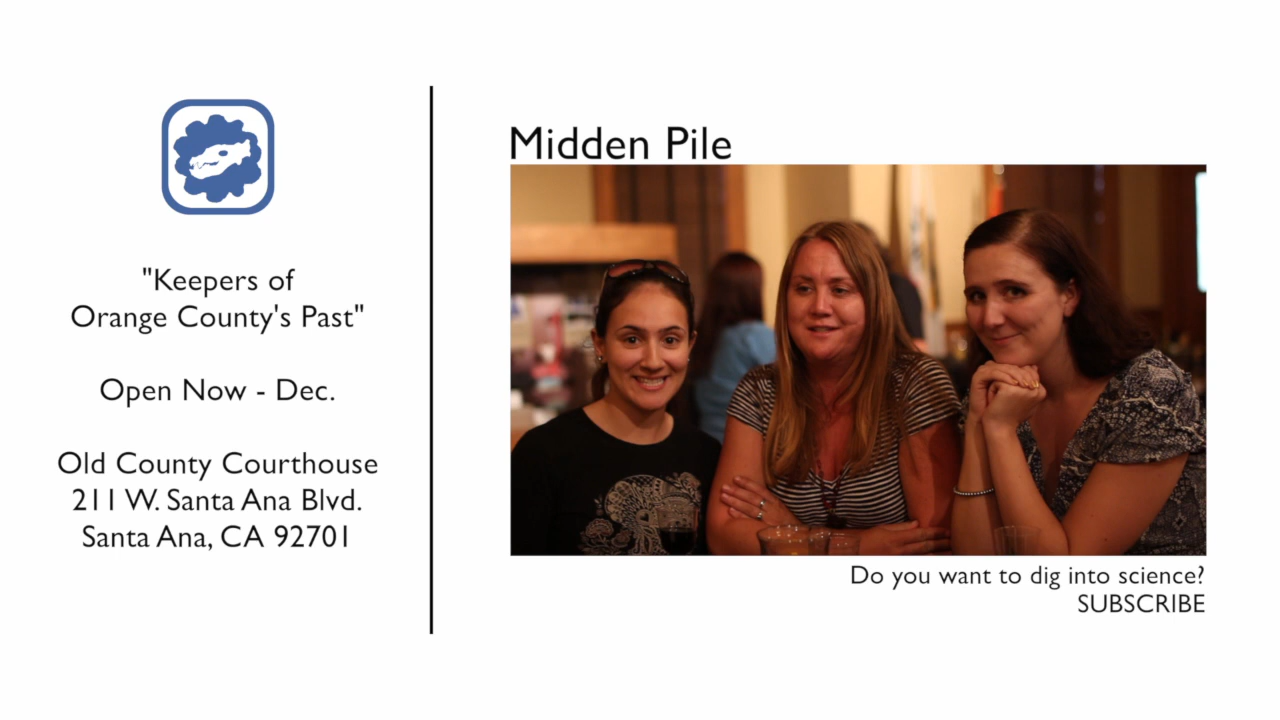 "Keepers of
Orange County's Past"
Open Now - Dec.
Old County Courthouse
211 W. Santa Ana Blvd.
Santa Ana, CA 92701
Midden Pile
Do you want to dig into science?
SUBSCRIBE